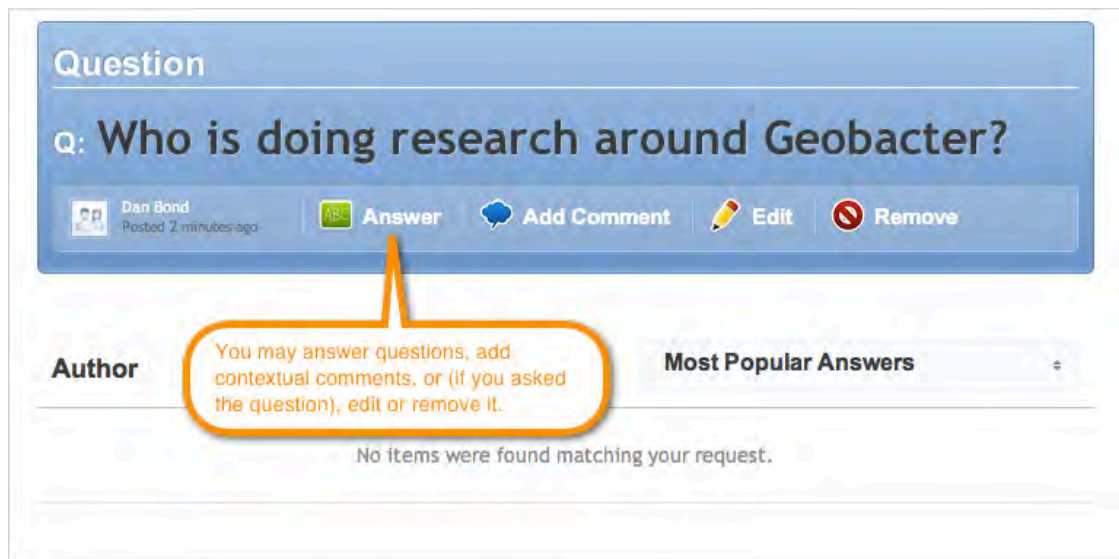 Question
Q: Who is doing research around Geobacter?
Dan Bond
Posted 2 minutes ago
ABC Answer
Add Comment
Edit
Remove
You may answer questions, add
contextual comments, or (if you asked
the question), edit or remove it.
Author
Most Popular Answers
No items were found matching your request.